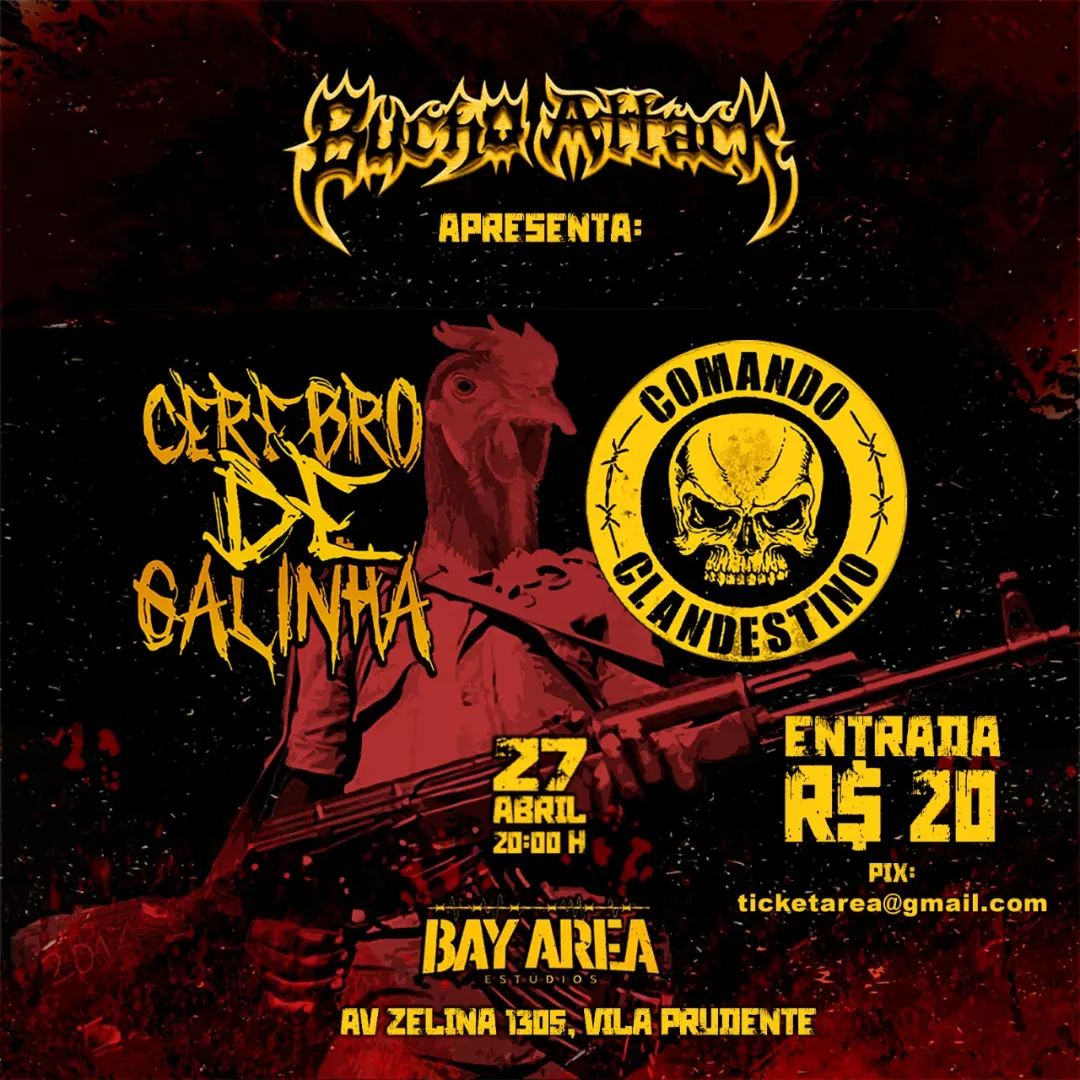 Bucho Attack
APRESENTA:
CEREBRO
DE
GALINHA
COMANDO
CLANDESTINO
27
ABRIL
20:00 H
ENTRADA
R$ 20
PIX:
ticketarea@gmail.com
BAY AREA
ESTÚDIOS
AV ZELINA 1305, VILA PRUDENTE